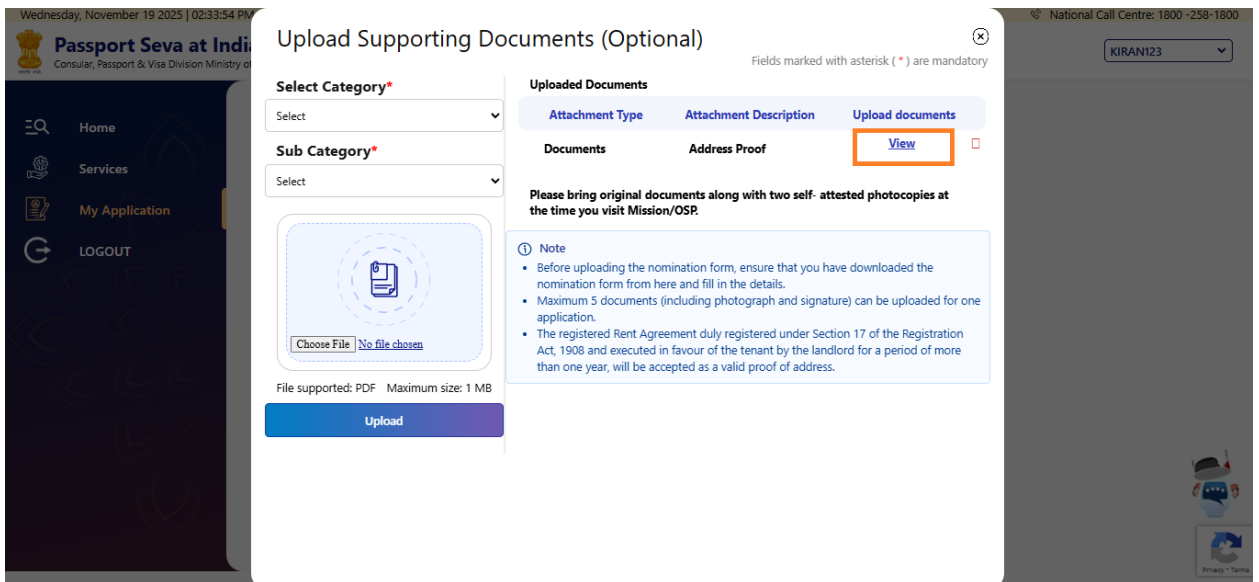 Wednesday, November 19 2025 | 02:33:54 PM
National Call Centre: 1800 -258-1800
Passport Seva at Indi
Consular, Passport & Visa Division Ministry of
KIRAN123
Home
Services
My Application
LOGOUT
Upload Supporting Documents (Optional)
Fields marked with asterisk ( * ) are mandatory
Select Category*
Select
Sub Category*
Select
Choose File No file chosen
File supported: PDF Maximum size: 1 MB
Upload
Uploaded Documents
Attachment Type Attachment Description Upload documents
Documents Address Proof View
Please bring original documents along with two self- attested photocopies at
the time you visit Mission/OSP.
Note
• Before uploading the nomination form, ensure that you have downloaded the
nomination form from here and fill in the details.
• Maximum 5 documents (including photograph and signature) can be uploaded for one
application.
• The registered Rent Agreement duly registered under Section 17 of the Registration
Act, 1908 and executed in favour of the tenant by the landlord for a period of more
than one year, will be accepted as a valid proof of address.
Privacy - Terms